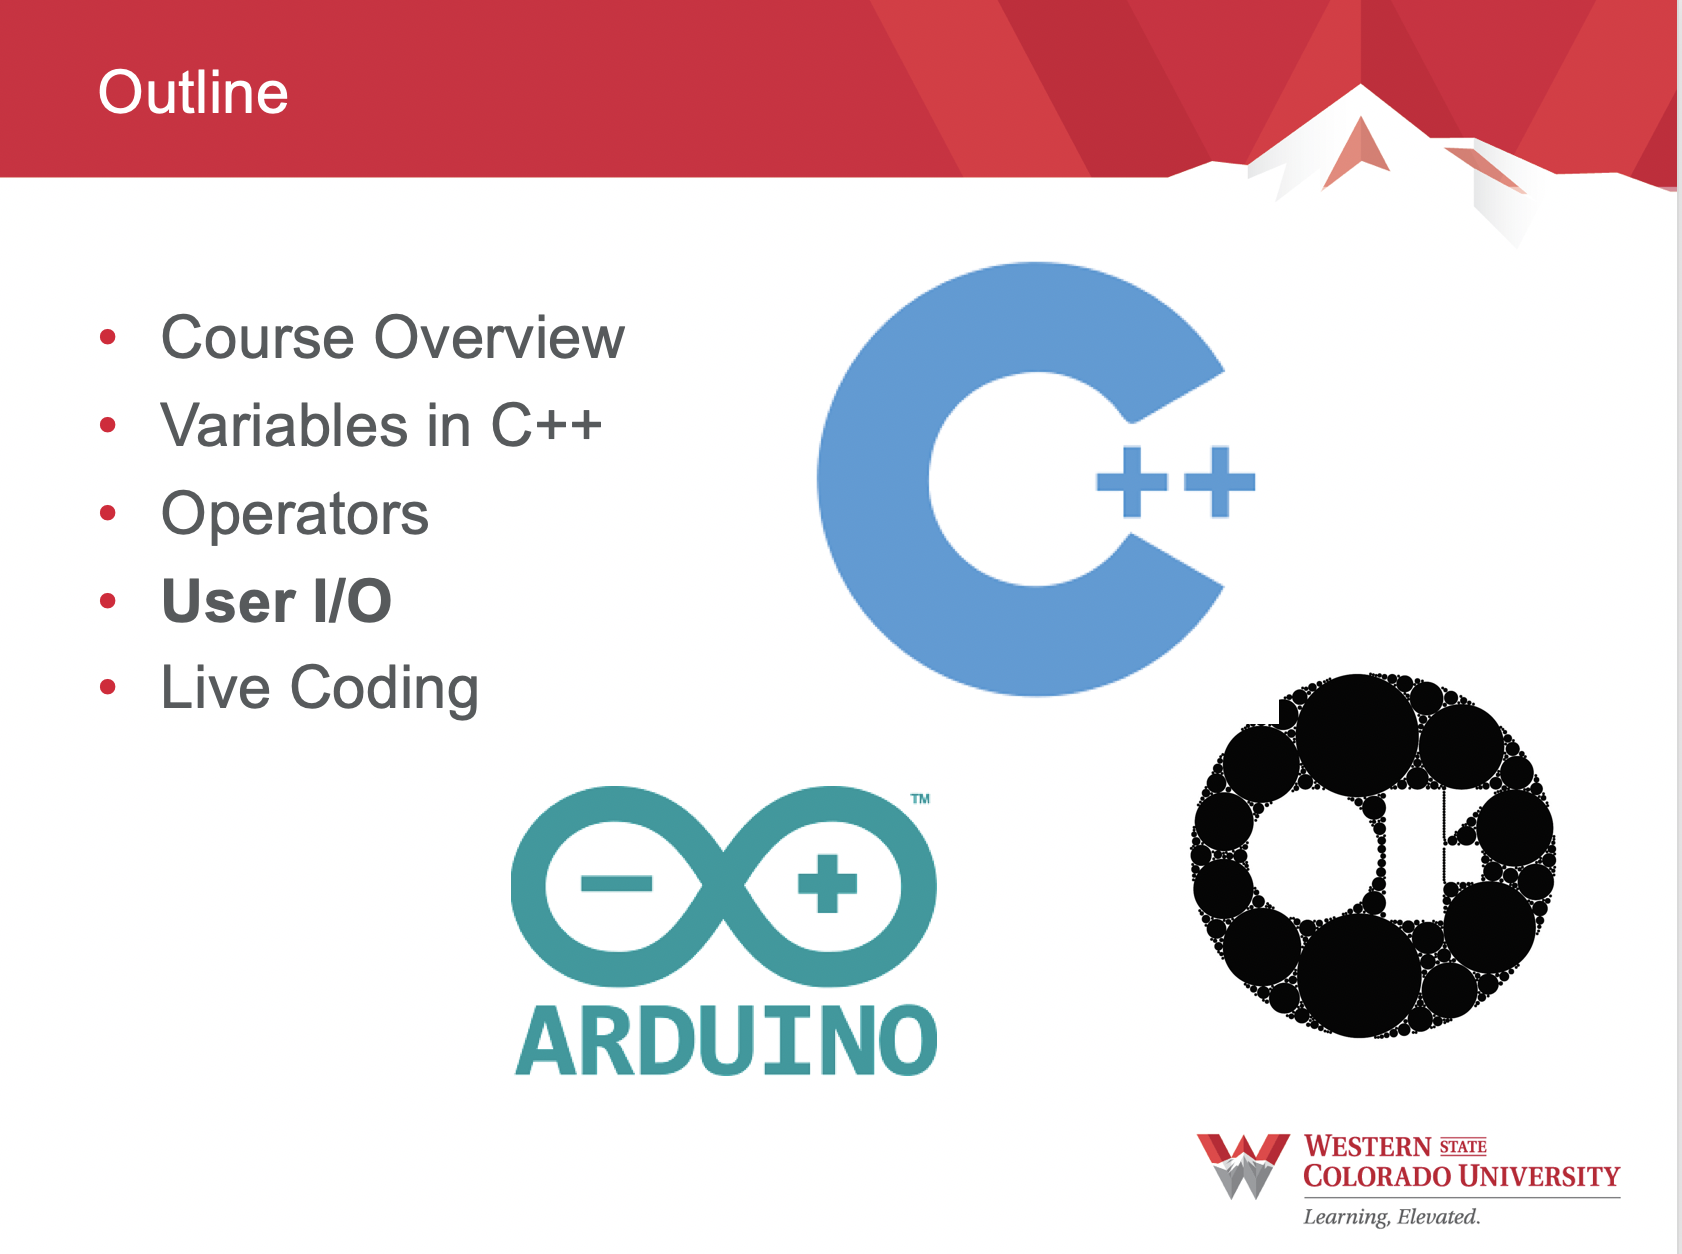 Outline
• Course Overview
• Variables in C++
• Operators
• User I/O
• Live Coding
C++
TM
ARDUINO
WESTERN STATE
COLORADO UNIVERSITY
Learning, Elevated.